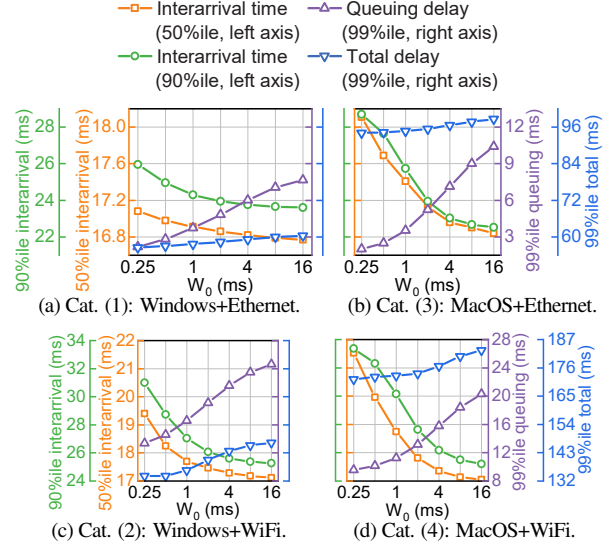 Interarrival time
(50%ile, left axis)
Queuing delay
(99%ile, right axis)
Interarrival time
(90%ile, left axis)
Total delay
(99%ile, right axis)
90%ile interarrival (ms)
28
26
24
22
50%ile interarrival (ms)
18.0
17.6
17.2
16.8
0.25 1 4 16
W0 (ms)
(a) Cat. (1): Windows+Ethernet.
0.25 1 4 16
W0 (ms)
(b) Cat. (3): MacOS+Ethernet.
12
9
6
3
99%ile queuing (ms)
96
84
72
60
99%ile total (ms)
90%ile interarrival (ms)
34
32
30
28
26
24
50%ile interarrival (ms)
22
21
20
19
18
17
0.25 1 4 16
W0 (ms)
(c) Cat. (2): Windows+WiFi.
0.25 1 4 16
W0 (ms)
(d) Cat. (4): MacOS+WiFi.
28
24
20
16
12
8
99%ile queuing (ms)
187
176
165
154
143
132
99%ile total (ms)